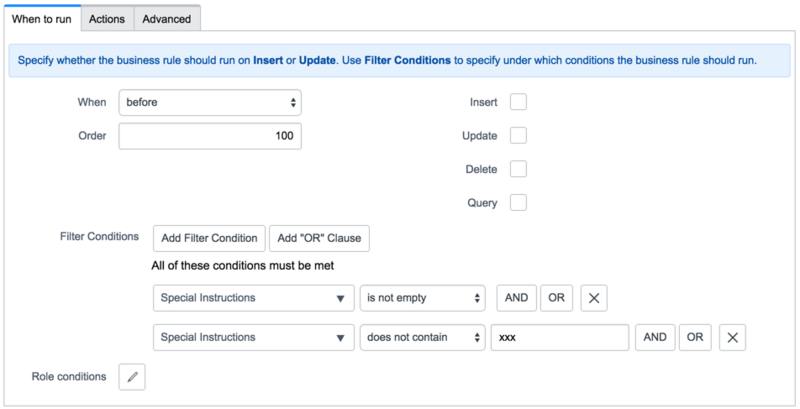 When to run Actions Advanced
Specify whether the business rule should run on Insert or Update. Use Filter Conditions to specify under which conditions the business rule should run.
When before Insert
Order 100 Update
Delete
Query
Filter Conditions Add Filter Condition Add "OR" Clause
All of these conditions must be met
Special Instructions is not empty AND OR
Special Instructions does not contain xxx AND OR
Role conditions